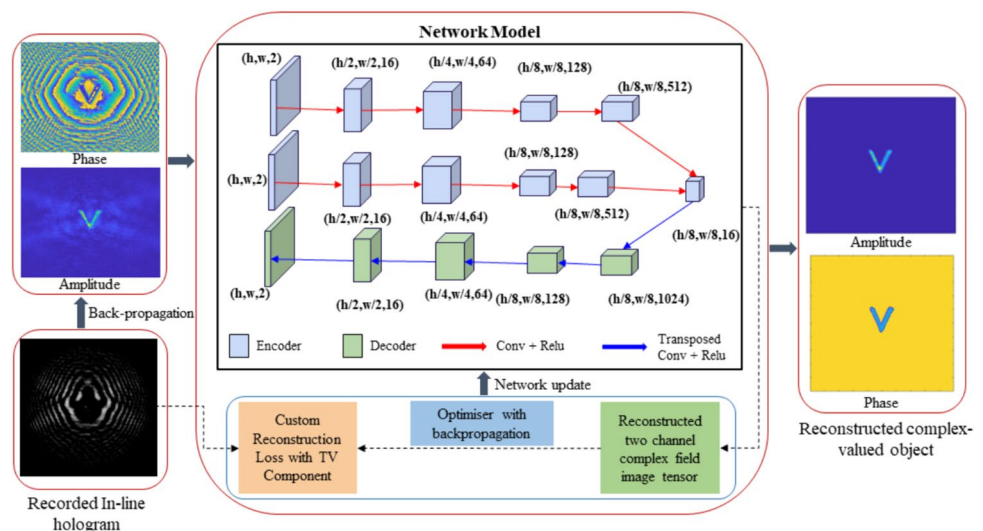 Network Model
Phase
Amplitude
Back-propagation
Recorded In-line
hologram
(h,w,2)
(h/2,w/2,16)
(h/4,w/4,64)
(h/8,w/8,128)
(h/8,w/8,512)
(h,w,2)
(h/2,w/2,16)
(h/4,w/4,64)
(h/8,w/8,128)
(h/8,w/8,512)
(h/8,w/8,16)
(h,w,2)
(h/2,w/2,16)
(h/4,w/4,64)
(h/8,w/8,128)
(h/8,w/8,1024)
Encoder
Decoder
Conv + Relu
Transposed
Conv + Relu
Network update
Custom
Reconstruction
Loss with TV
Component
Optimiser with
backpropagation
Reconstructed
two channel
complex field
image tensor
Amplitude
Phase
Reconstructed complex-
valued object